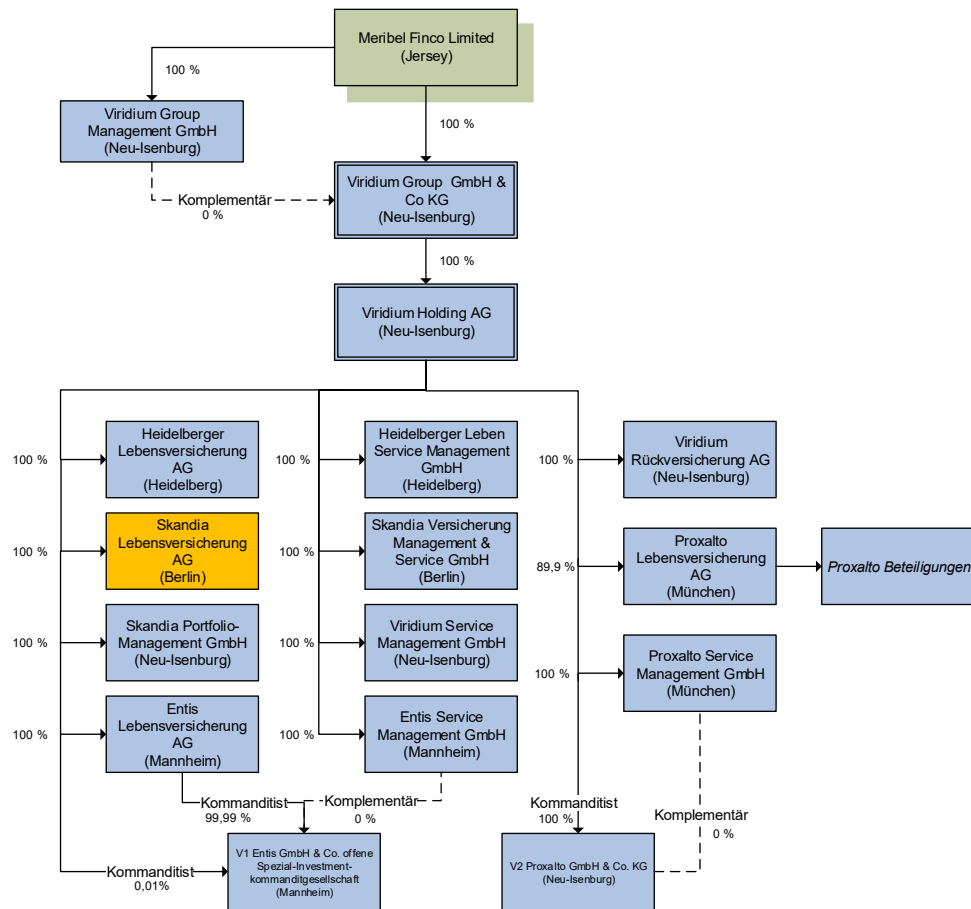 Meribel Finco Limited
(Jersey)
100 %
Viridium Group
Management GmbH
(Neu-Isenburg)
100 %
Viridium Group GmbH &
Co KG
(Neu-Isenburg)
Komplementär
0 %
100 %
Viridium Holding AG
(Neu-Isenburg)
100 %
Heidelberger
Lebensversicherung
AG
(Heidelberg)
100 %
Heidelberger Leben
Service Management
GmbH
(Heidelberg)
100 %
Viridium
Rückversicherung AG
(Neu-Isenburg)
100 %
Skandia
Lebensversicherung
AG
(Berlin)
100 %
Skandia Versicherung
Management &
Service GmbH
(Berlin)
89,9 %
Proxalto
Lebensversicherung
AG
(München)
Proxalto Beteiligungen
100 %
Skandia Portfolio-
Management GmbH
(Neu-Isenburg)
100 %
Viridium Service
Management GmbH
(Neu-Isenburg)
100 %
Proxalto Service
Management GmbH
(München)
100 %
Entis
Lebensversicherung
AG
(Mannheim)
100 %
Entis Service
Management GmbH
(Mannheim)
Kommanditist
99,99 %
Komplementär
0 %
Kommanditist
100 %
Komplementär
0 %
Kommanditist
0,01%
V1 Entis GmbH & Co. offene
Spezial-Investment-
kommanditgesellschaft
(Mannheim)
V2 Proxalto GmbH & Co. KG
(Neu-Isenburg)